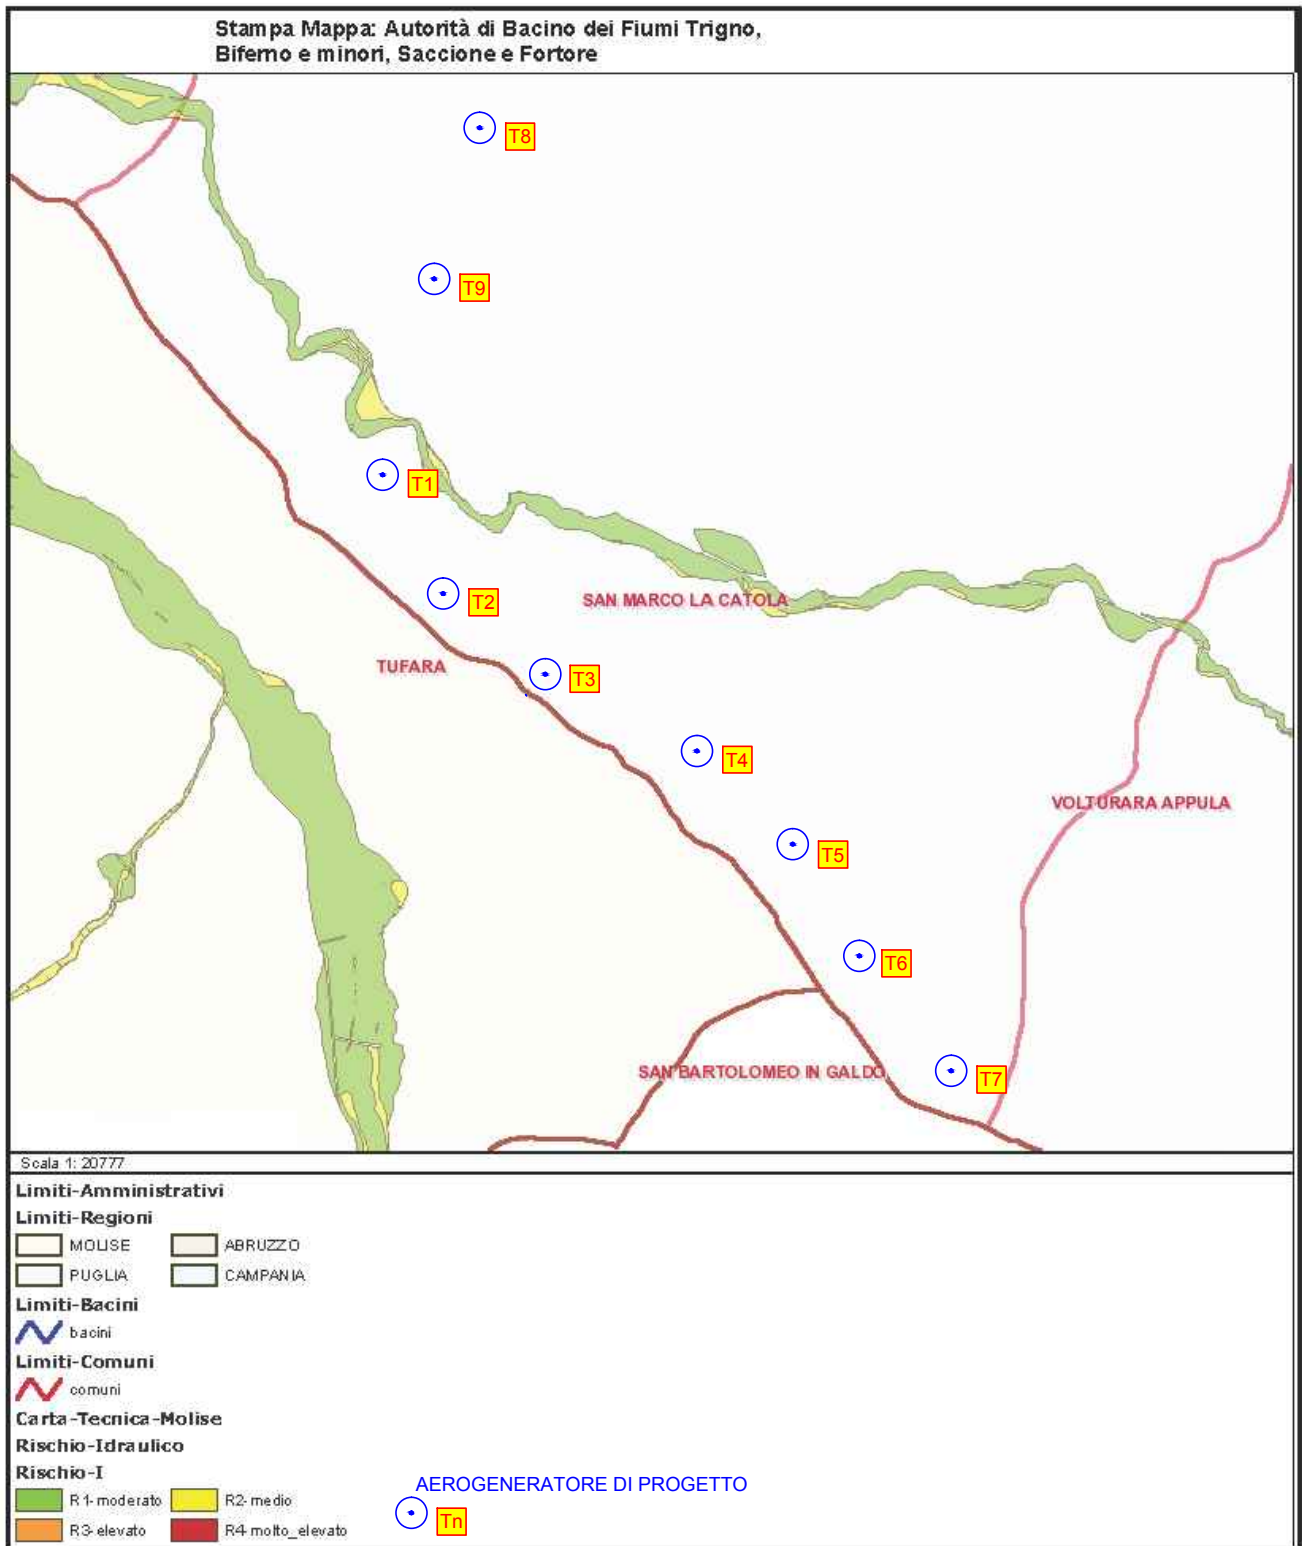 Stampa Mappa: Autorità di Bacino dei Fiumi Trigno,
Biferno e minori, Saccione e Fortore
T8
T9
T1
T2
SAN MARCO LA CATOLA
TUFARA
T3
T4
VOLTURARA APPULA
T5
T6
SAN BARTOLOMEO IN GALDO
T7
Scala 1: 20777
Limiti-Amministrativi
Limiti-Regioni
MOLISE ABRUZZO
PUGLIA CAMPANIA
Limiti-Bacini
bacini
Limiti-Comuni
comuni
Carta-Tecnica-Molise
Rischio-Idraulico
Rischio-I
AEROGENERATORE DI PROGETTO
R1-moderato R2-medio
Tn
R3-elevato R4-molto_elevato